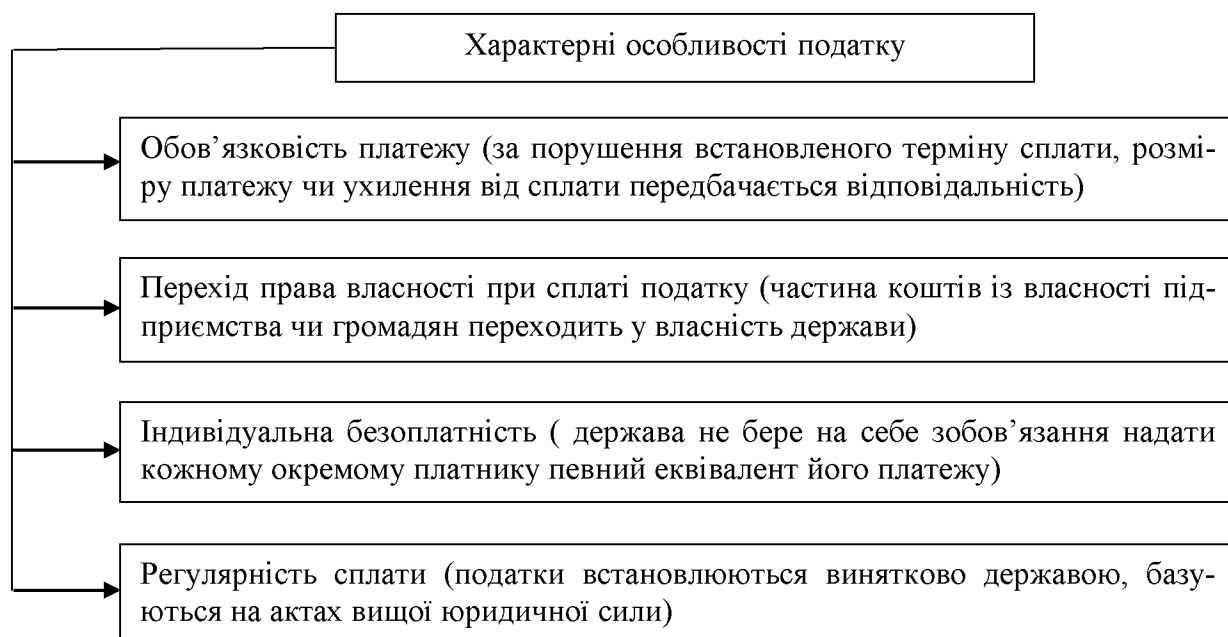 Характерні особливості податку
Обов’язковість платежу (за порушення встановленого терміну сплати, розмі-
ру платежу чи ухилення від сплати передбачається відповідальність)
Перехід права власності при сплаті податку (частина коштів із власності під-
приємства чи громадян переходить у власність держави)
Індивідуальна безоплатність ( держава не бере на себе зобов’язання надати
кожному окремому платнику певний еквівалент його платежу)
Регулярність сплати (податки встановлюються винятково державою, базу-
ються на актах вищої юридичної сили)